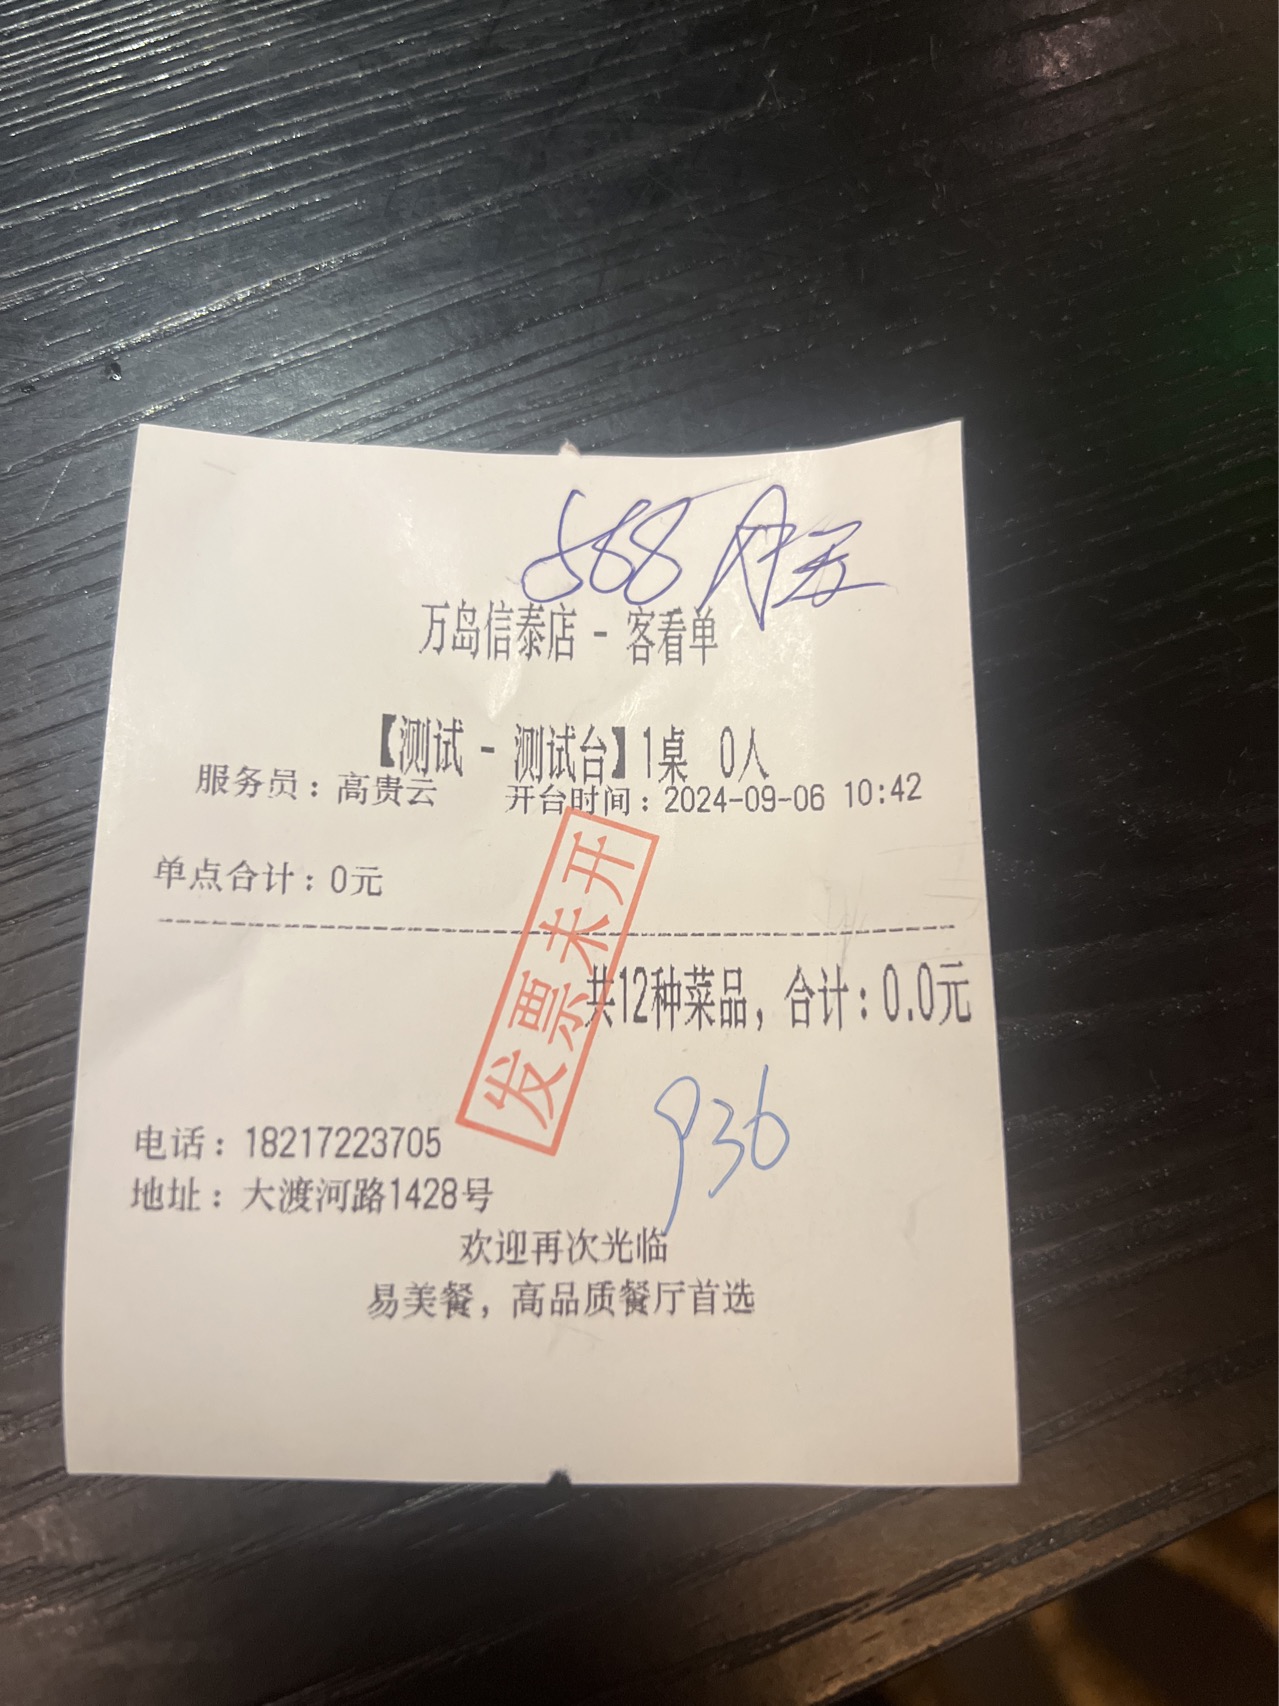 568
万岛信泰店 - 客看单
【测试 - 测试台】1桌 0人
服务员：高贵云 开台时间：2024-09-06 10:42
单点合计：0元
发票未开
共12种菜品，合计：0.0元
936
电话：18217223705
地址：大渡河路1428号
欢迎再次光临
易美餐，高品质餐厅首选